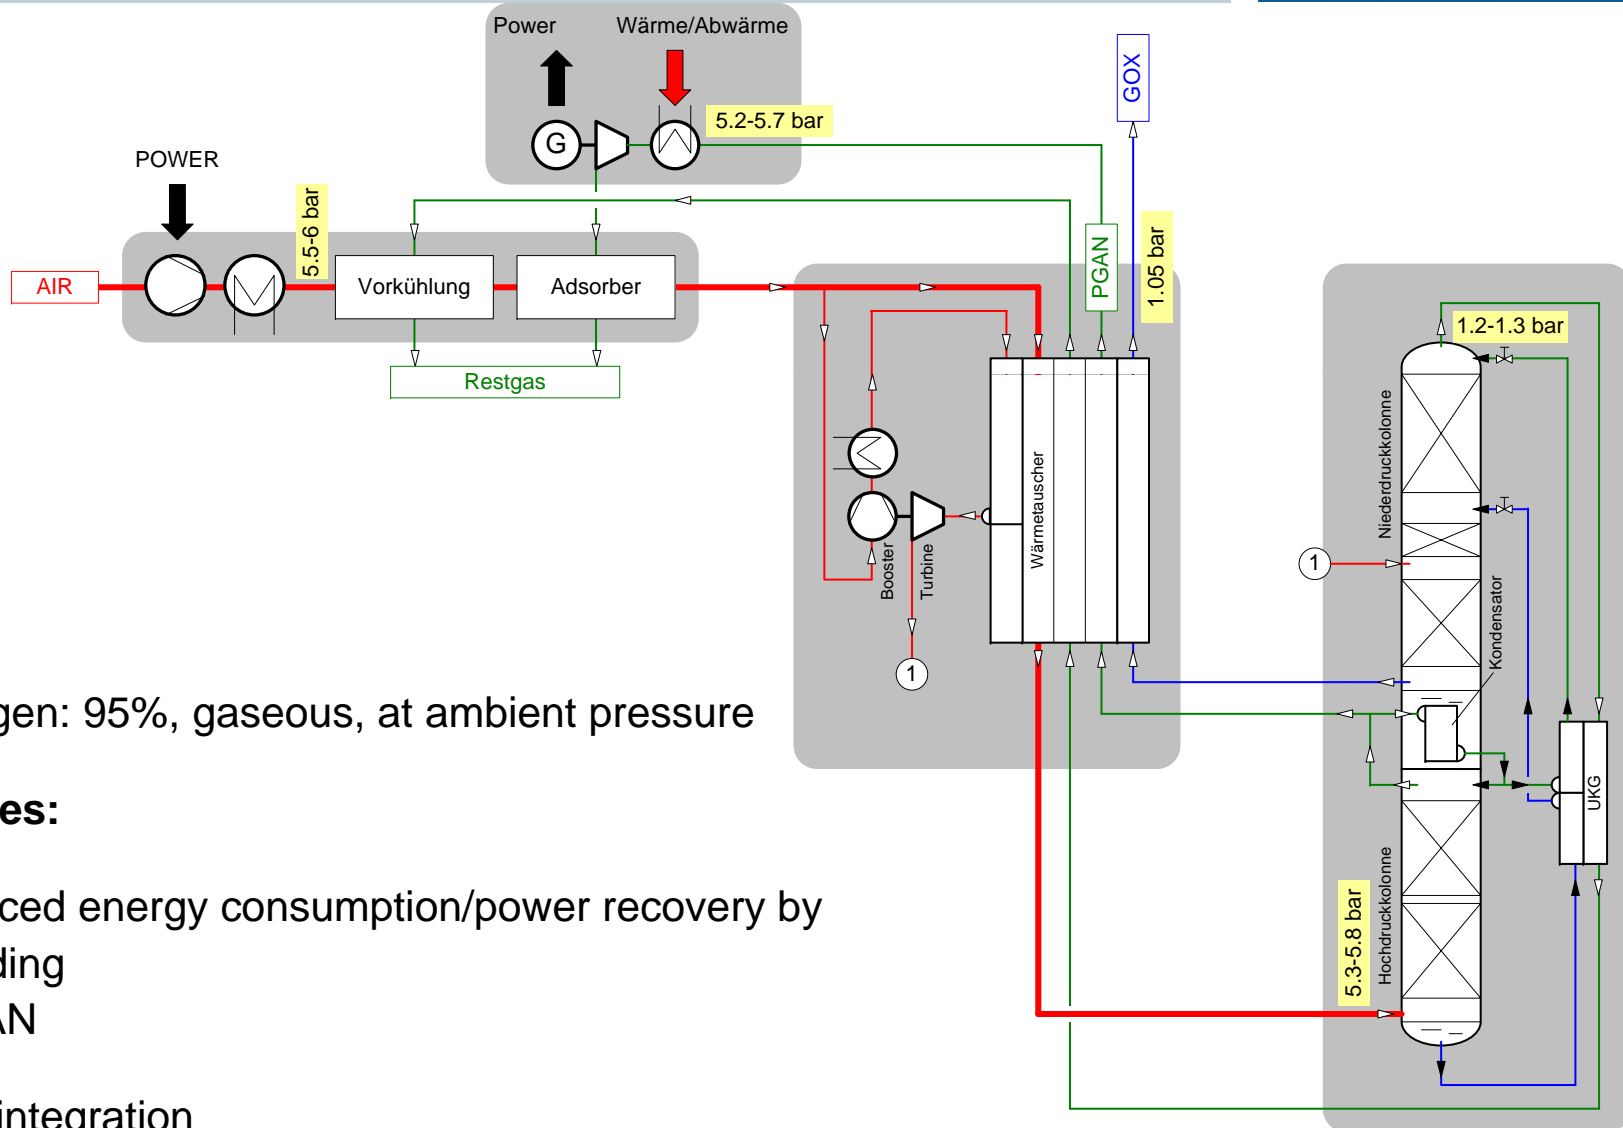 Power
Wärme/Abwärme
GOX
5.2-5.7 bar
G
POWER
5.5-6 bar
PGAN
1.05 bar
AIR
Vorkühlung
Adsorber
1.2-1.3 bar
Restgas
Niederdruckkolonne
Wärmetauscher
Booster
Turbine
1
1
Kondensator
gen: 95%, gaseous, at ambient pressure
UKG
es:
5.3-5.8 bar
Hochdruckkolonne
ced energy consumption/power recovery by
ding
AN
integration